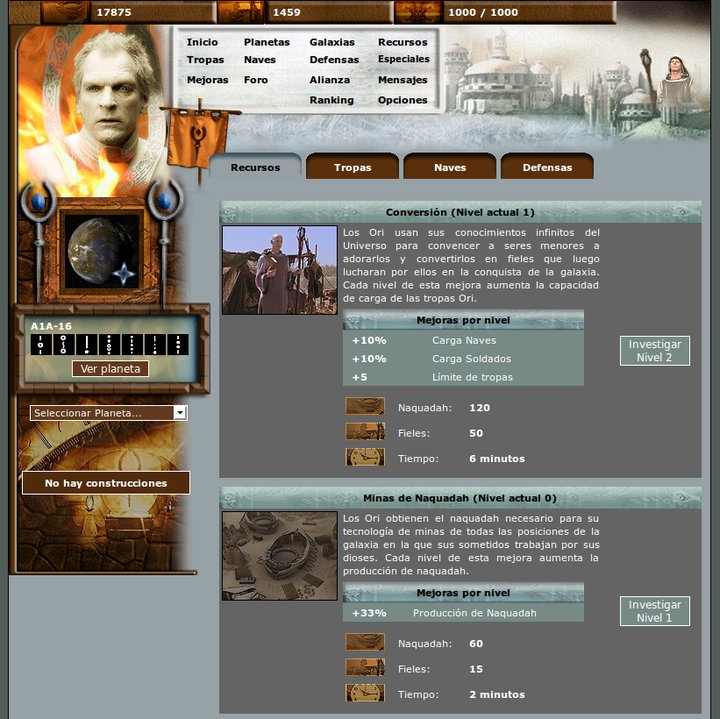 17875 1459 1000 / 1000
Inicio Planetas Galaxias Recursos
Tropas Naves Defensas Especiales
Mejoras Foro Alianza Mensajes
Ranking Opciones
Recursos Tropas Naves Defensas
A1A-16
Ver planeta
Seleccionar Planeta...
No hay construcciones
Conversión (Nivel actual 1)
Los Ori usan sus conocimientos infinitos del
Universo para convencer a seres menores a
adorarlos y convertirlos en fieles que luego
lucharan por ellos en la conquista de la galaxia.
Cada nivel de esta mejora aumenta la capacidad
de carga de las tropas Ori.
Mejoras por nivel
+10% Carga Naves
+10% Carga Soldados
+5 Límite de tropas
Investigar
Nivel 2
Naquadah: 120
Fieles: 50
Tiempo: 6 minutos
Minas de Naquadah (Nivel actual 0)
Los Ori obtienen el naquadah necesario para su
tecnología de minas de todas las posiciones de la
galaxia en la que sus sometidos trabajan por sus
dioses. Cada nivel de esta mejora aumenta la
producción de naquadah.
Mejoras por nivel
+33% Producción de Naquadah
Investigar
Nivel 1
Naquadah: 60
Fieles: 15
Tiempo: 2 minutos